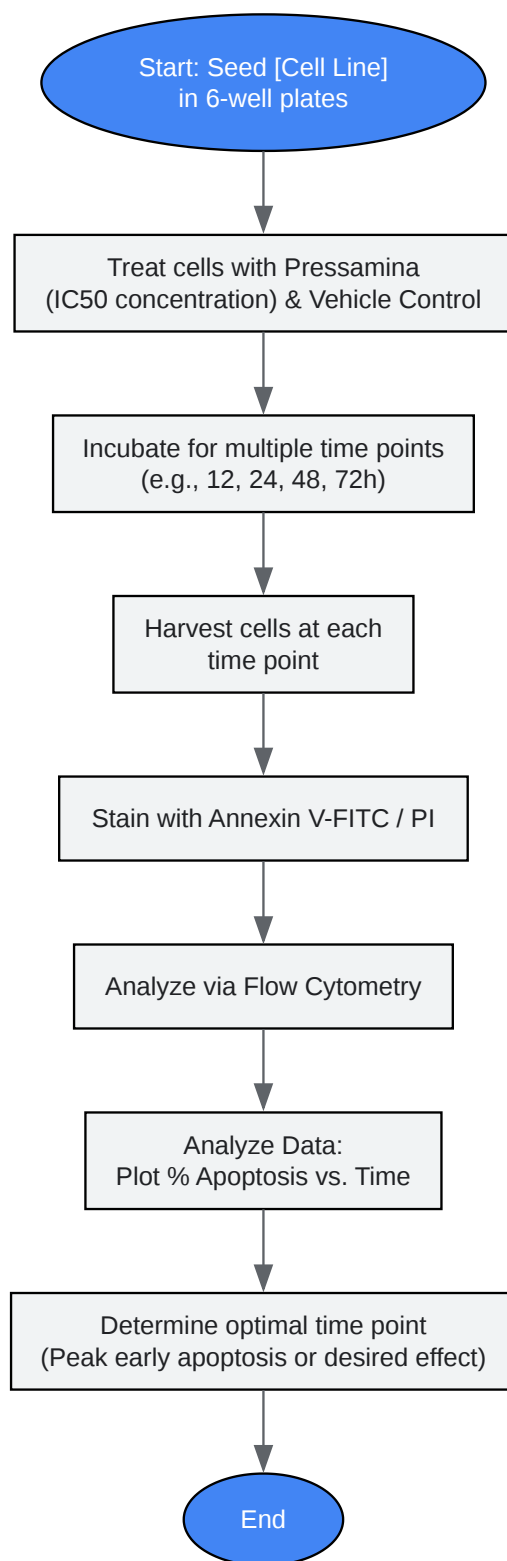 Start: Seed [Cell Line]
in 6-well plates
Treat cells with Pressamina
(IC50 concentration) & Vehicle Control
Incubate for multiple time points
(e.g., 12, 24, 48, 72h)
Harvest cells at each
time point
Stain with Annexin V-FITC / PI
Analyze via Flow Cytometry
Analyze Data:
Plot % Apoptosis vs. Time
Determine optimal time point
(Peak early apoptosis or desired effect)
End